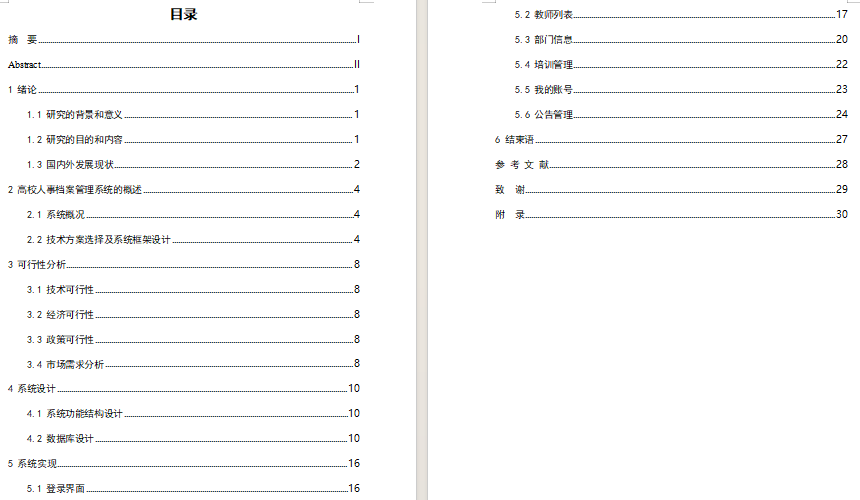 目录
摘 要 I
Abstract II
1 绪论 1
1.1 研究的背景和意义 1
1.2 研究的目的和内容 1
1.3 国内外发展现状 2
2 高校人事档案管理系统的概述 4
2.1 系统概况 4
2.2 技术方案选择及系统框架设计 4
3 可行性分析 8
3.1 技术可行性 8
3.2 经济可行性 8
3.3 政策可行性 8
3.4 市场需求分析 8
4 系统设计 10
4.1 系统功能结构设计 10
4.2 数据库设计 10
5 系统实现 16
5.1 登录界面 16
5.2 教师列表 17
5.3 部门信息 20
5.4 培训管理 22
5.5 我的账号 23
5.6 公告管理 24
6 结束语 27
参 考 文 献 28
致 谢 29
附 录 30